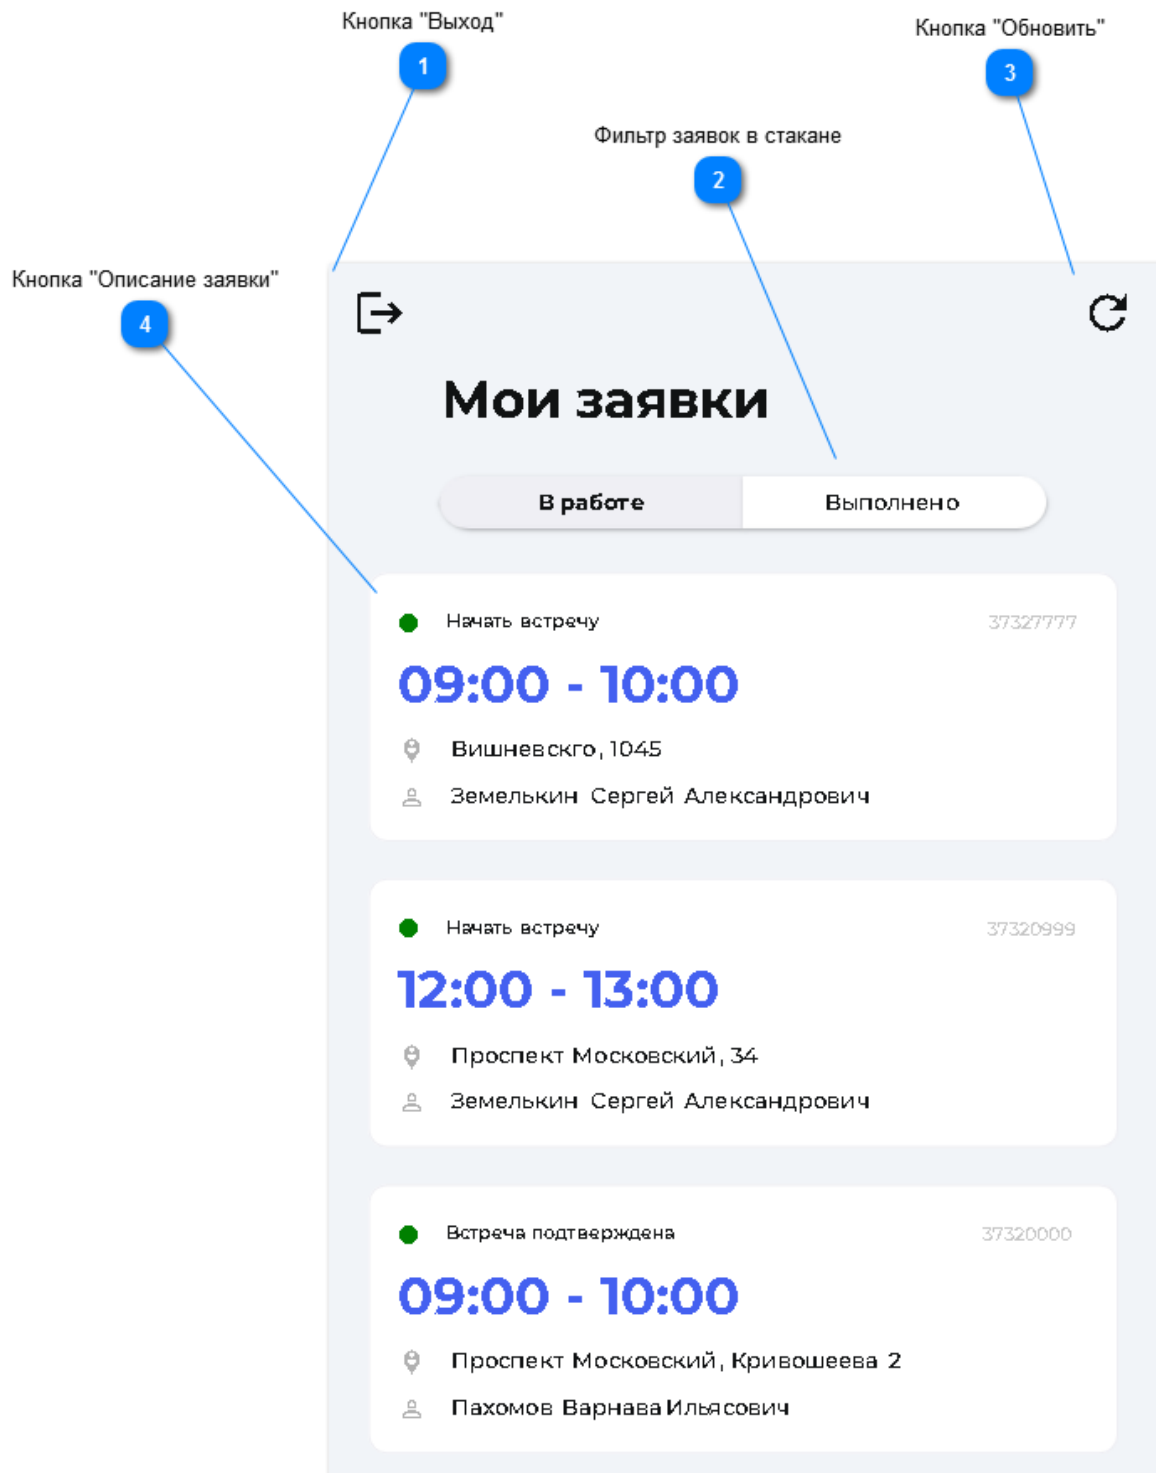 Кнопка "Выход"
1
Кнопка "Обновить"
3
Фильтр заявок в стакане
2
Кнопка "Описание заявки"
4
Мои заявки
В работе
Выполнено
Начать встречу
37327777
09:00 - 10:00
Вишневскго, 1045
Земелькин Сергей Александрович
Начать встречу
37320999
12:00 - 13:00
Проспект Московский, 34
Земелькин Сергей Александрович
Встреча подтверждена
37320000
09:00 - 10:00
Проспект Московский, Кривошеева 2
Пахомов Варнава Ильясович